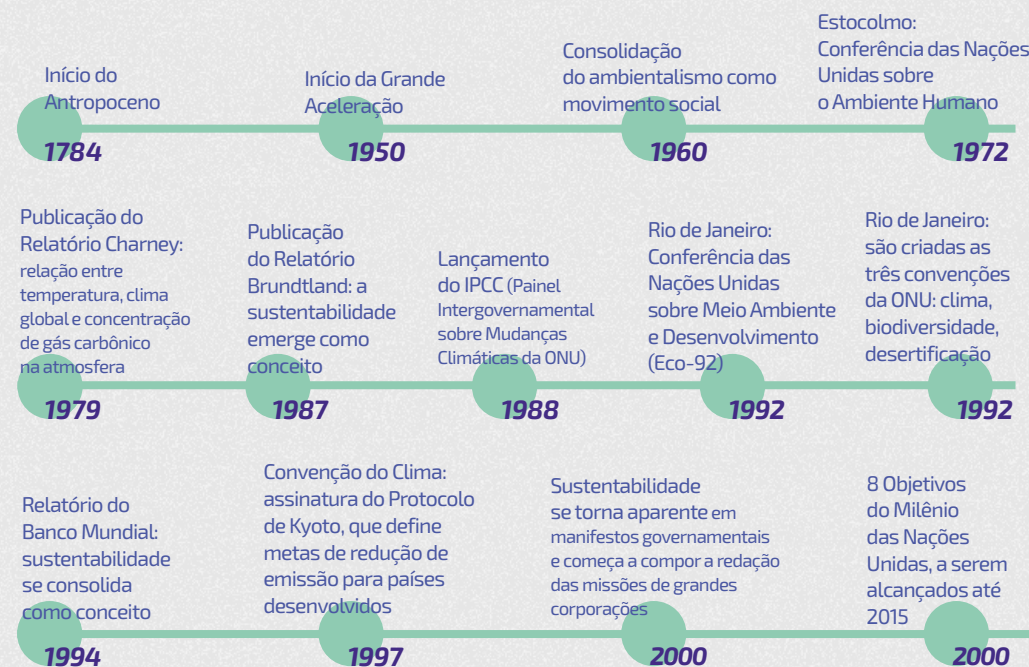 Início do
Antropoceno
1784
Início da Grande
Aceleração
1950
Consolidação
do ambientalismo como
movimento social
1960
Estocolmo:
Conferência das Nações
Unidas sobre
o Ambiente Humano
1972
Publicação do
Relatório Charney:
relação entre
temperatura, clima
global e concentração
de gás carbônico
na atmosfera
1979
Publicação
do Relatório
Brundtland: a
sustentabilidade
emerge como
conceito
1987
Lançamento
do IPCC (Painel
Intergovernamental
sobre Mudanças
Climáticas da ONU)
1988
Rio de Janeiro:
Conferência das
Nações Unidas
sobre Meio Ambiente
e Desenvolvimento
(Eco-92)
1992
Rio de Janeiro:
são criadas as
três convenções
da ONU: clima,
biodiversidade,
desertificação
1992
Relatório do
Banco Mundial:
sustentabilidade
se consolida
como conceito
1994
Convenção do Clima:
assinatura do Protocolo
de Kyoto, que define
metas de redução de
emissão para países
desenvolvidos
1997
Sustentabilidade
se torna aparente em
manifestos governamentais
e começa a compor a redação
das missões de grandes
corporações
2000
8 Objetivos
do Milênio
das Nações
Unidas, a serem
alcançados até
2015
2000